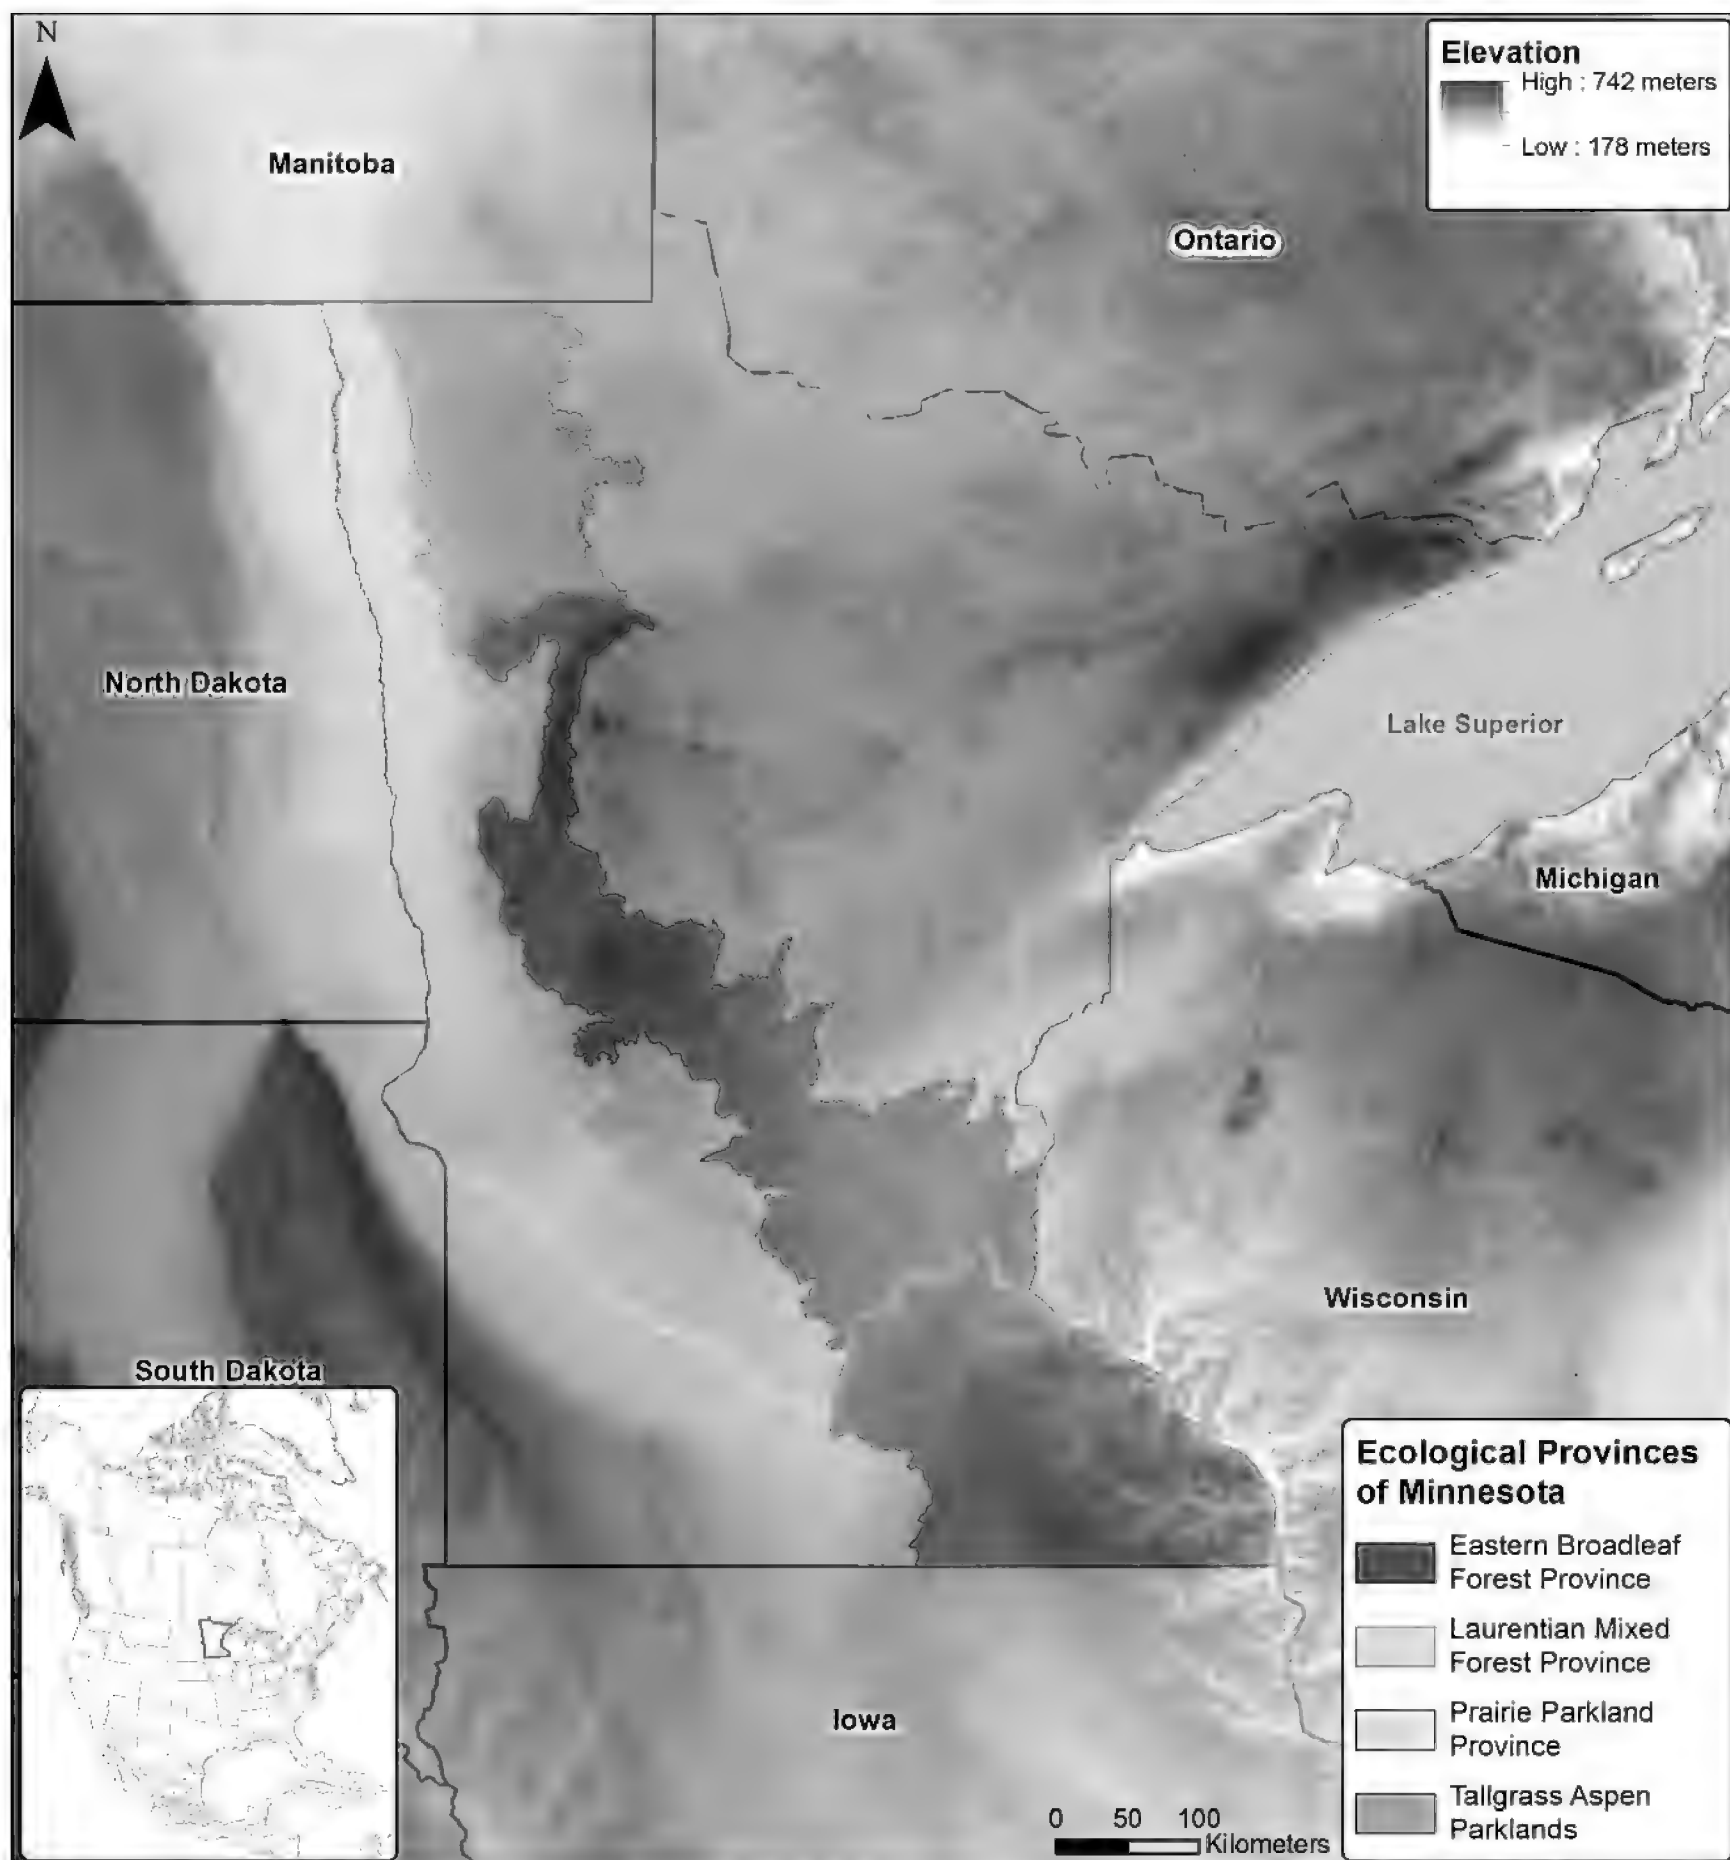 N
Elevation
High : 742 meters
Low : 178 meters
Manitoba
Ontario
North Dakota
Lake Superior
Michigan
Wisconsin
South Dakota
Iowa
Ecological Provinces
of Minnesota
Eastern Broadleaf
Forest Province
Laurentian Mixed
Forest Province
Prairie Parkland
Province
Tallgrass Aspen
Parklands
0 50 100
Kilometers